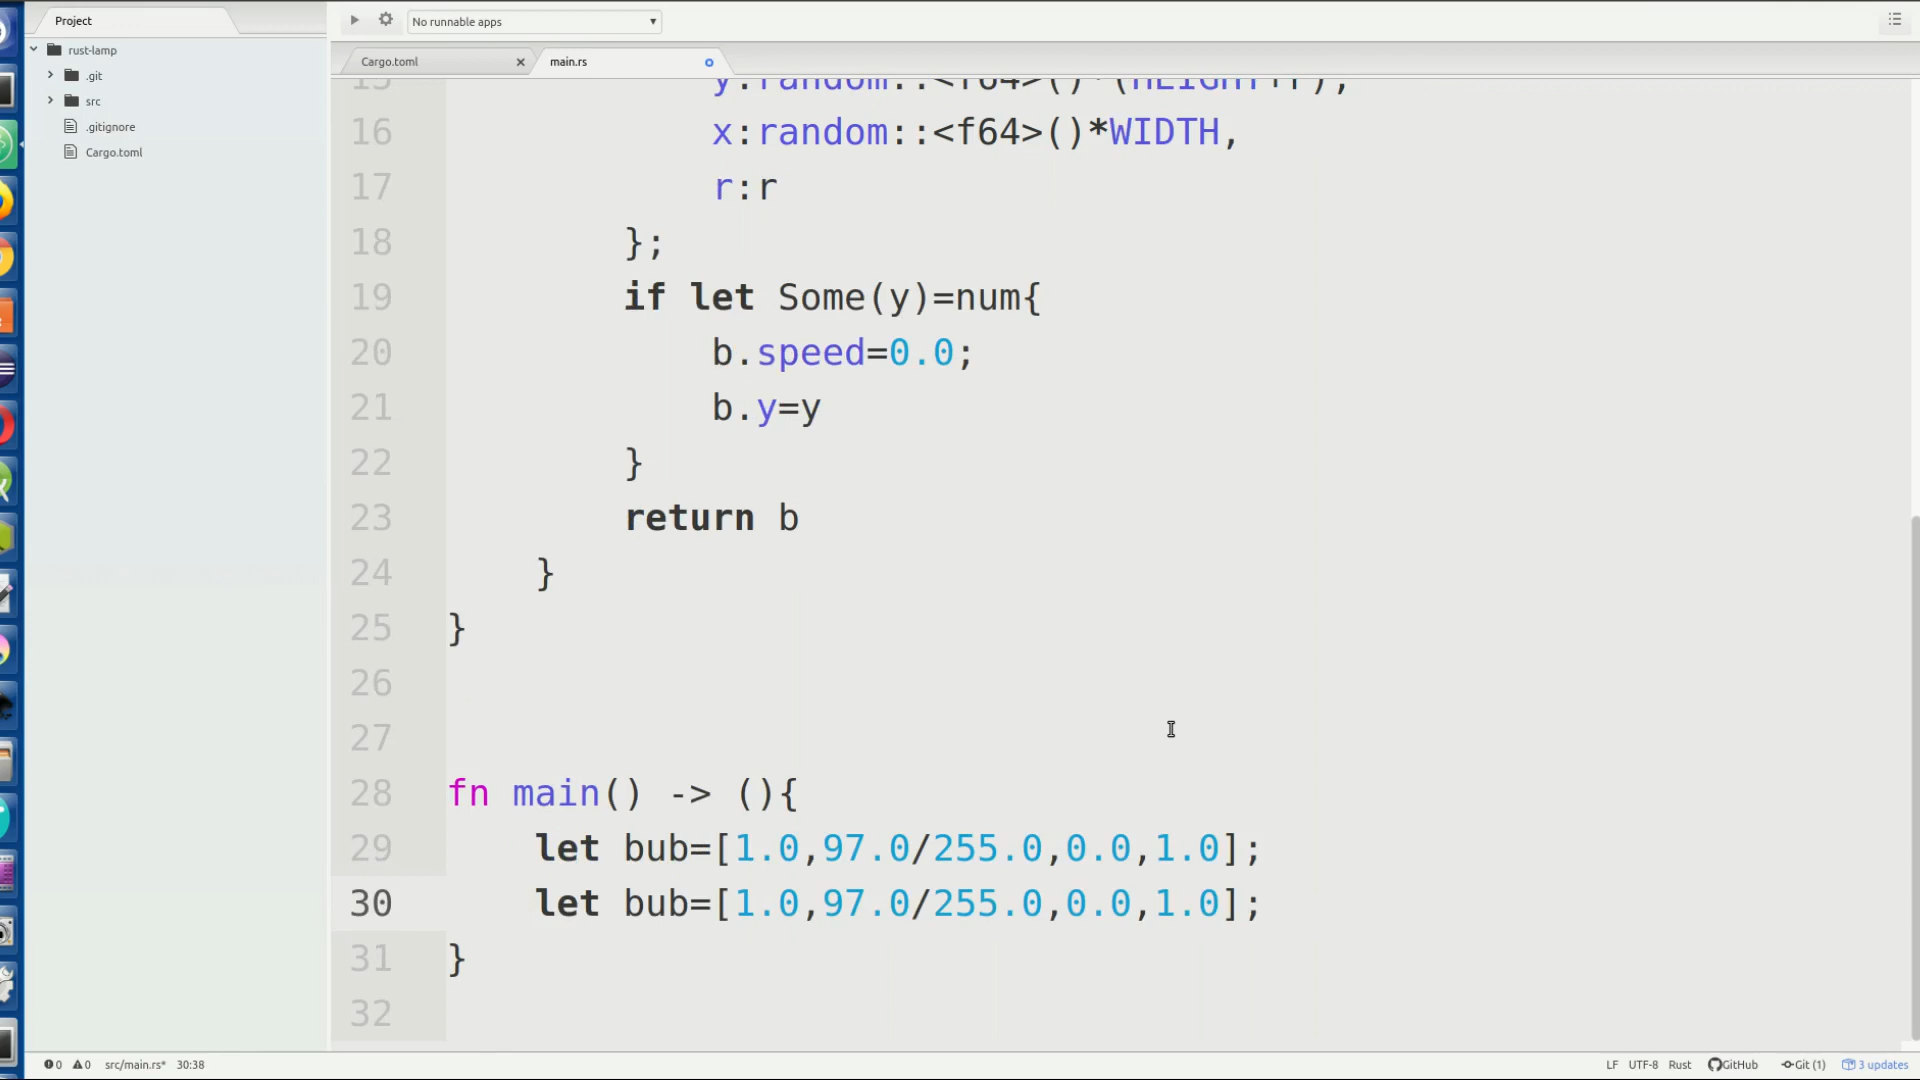 Project
No runnable apps
rust-lamp
.git
src
.gitignore
Cargo.toml
Cargo.toml
main.rs
15 y:random::<f64>()*(HEIGHT+r),
16 x:random::<f64>()*WIDTH,
17 r:r
18 };
19 if let Some(y)=num{
20 b.speed=0.0;
21 b.y=y
22 }
23 return b
24 }
25 }
26
27
28 fn main() -> (){
29 let bub=[1.0,97.0/255.0,0.0,1.0];
30 let bub=[1.0,97.0/255.0,0.0,1.0];
31 }
32
0 0 src/main.rs* 30:38 LF UTF-8 Rust GitHub Git (1) 3 updates